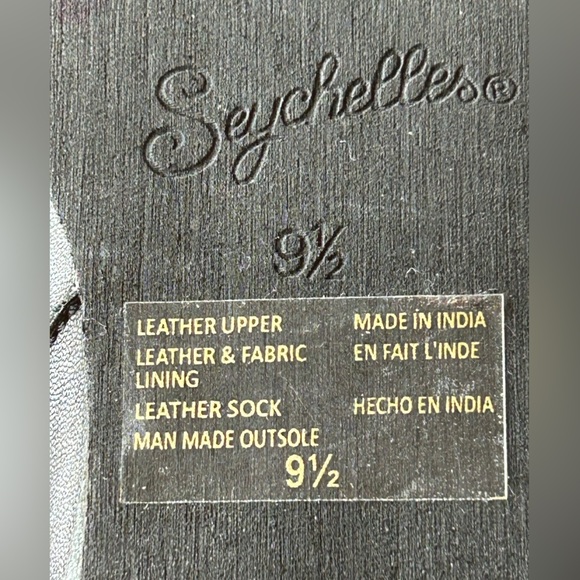 Seychelles®
9½
LEATHER UPPER MADE IN INDIA
LEATHER & FABRIC EN FAIT L'INDE
LINING
LEATHER SOCK HECHO EN INDIA
MAN MADE OUTSOLE
9½